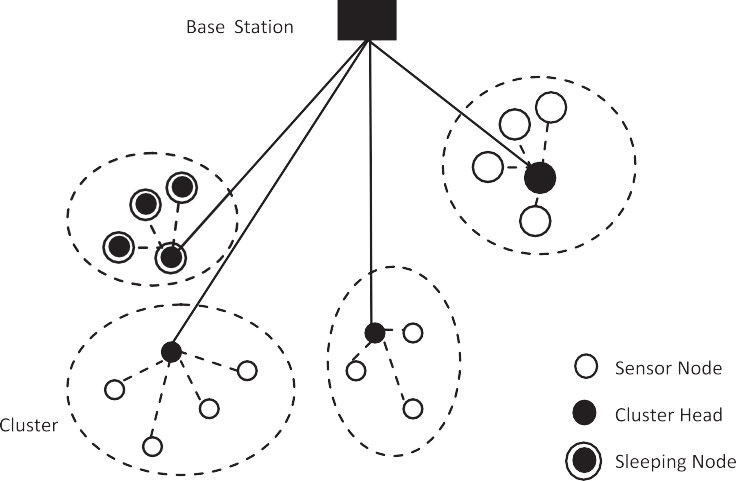 Base Station
Cluster
Sensor Node
Cluster Head
Sleeping Node